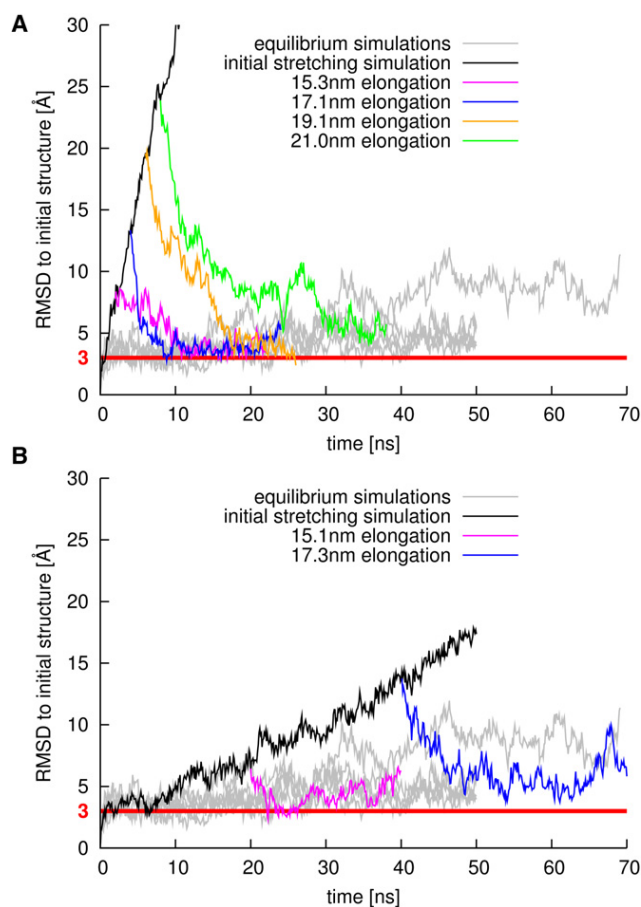 A
30
25
20
15
10
5
3
0
RMSD to initial structure [Å]
equilibrium simulations
initial stretching simulation
15.3nm elongation
17.1nm elongation
19.1nm elongation
21.0nm elongation
0 10 20 30 40 50 60 70
time [ns]
B
30
25
20
15
10
5
3
0
RMSD to initial structure [Å]
equilibrium simulations
initial stretching simulation
15.1nm elongation
17.3nm elongation
0 10 20 30 40 50 60 70
time [ns]